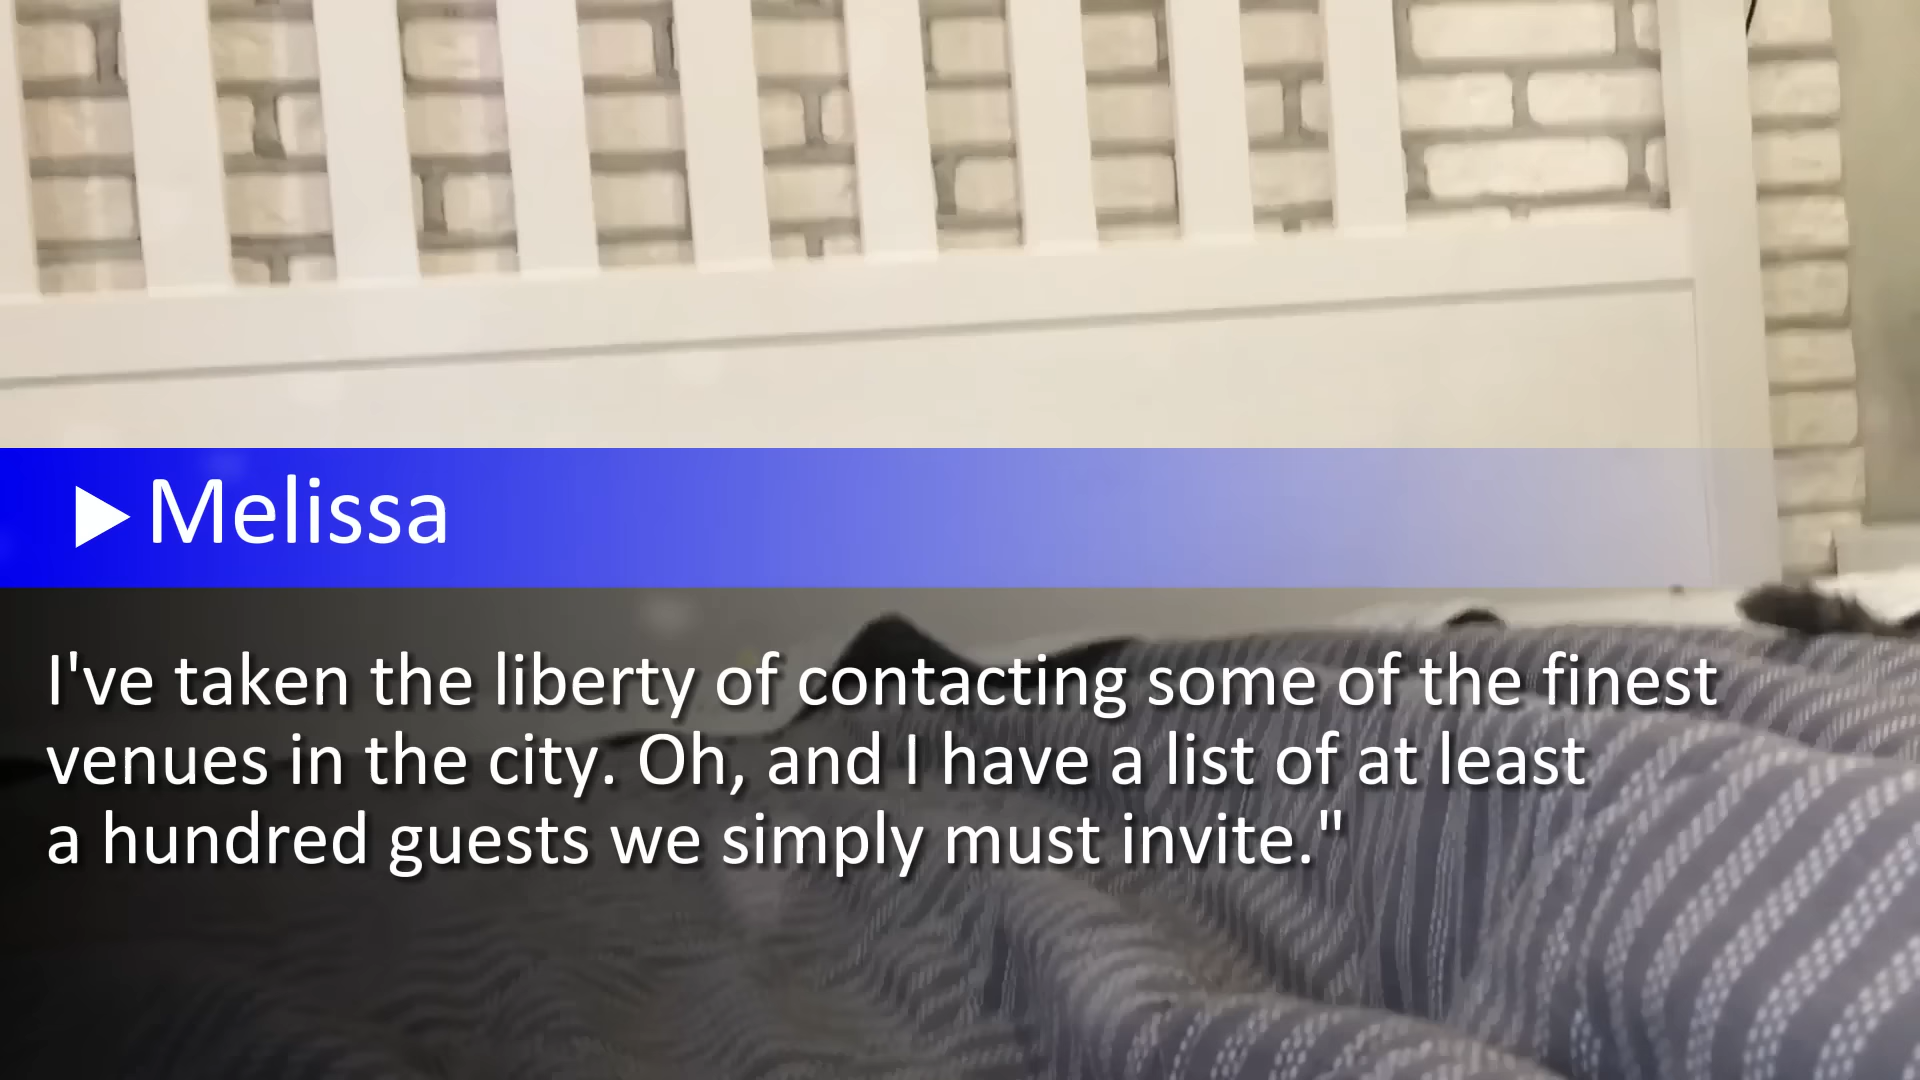 Melissa
I've taken the liberty of contacting some of the finest
venues in the city. Oh, and I have a list of at least
a hundred guests we simply must invite."